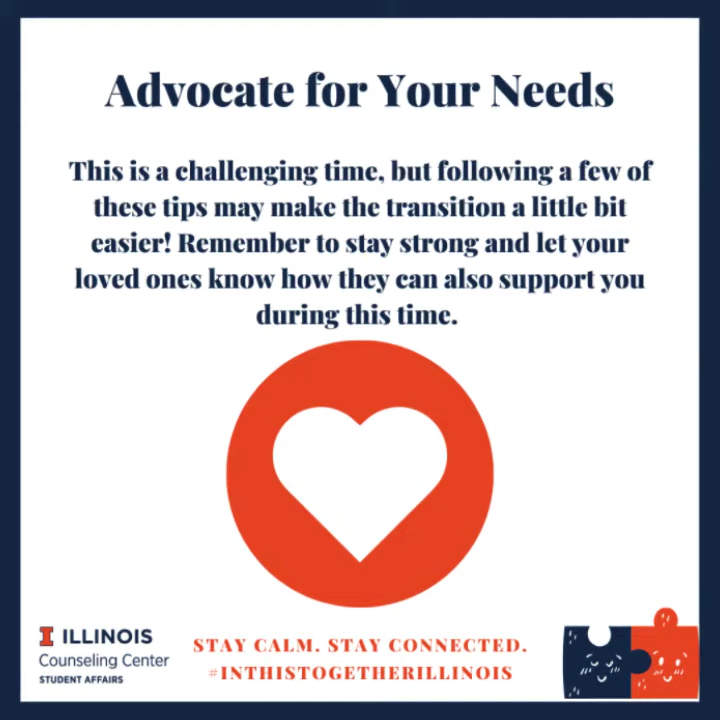 Advocate for Your Needs
This is a challenging time, but following a few of
these tips may make the transition a little bit
easier! Remember to stay strong and let your
loved ones know how they can also support you
during this time.
I ILLINOIS
Counseling Center
STUDENT AFFAIRS
STAY CALM. STAY CONNECTED.
#INTHISTOGETHERILLINOIS